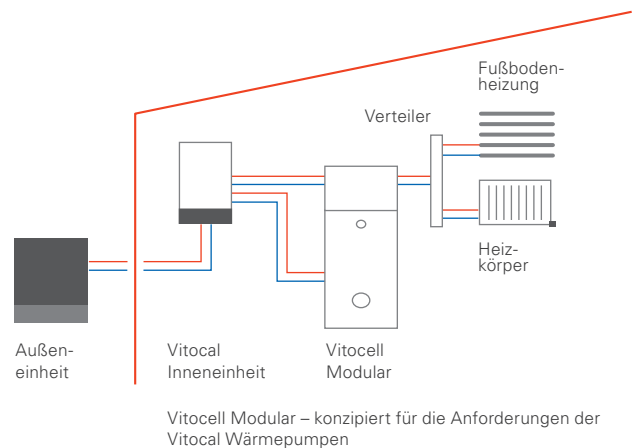 Fußboden-
heizung
Verteiler
Heiz-
körper
Außen-
einheit
Vitocal
Inneneinheit
Vitocell
Modular
Vitocell Modular – konzipiert für die Anforderungen der
Vitocal Wärmepumpen